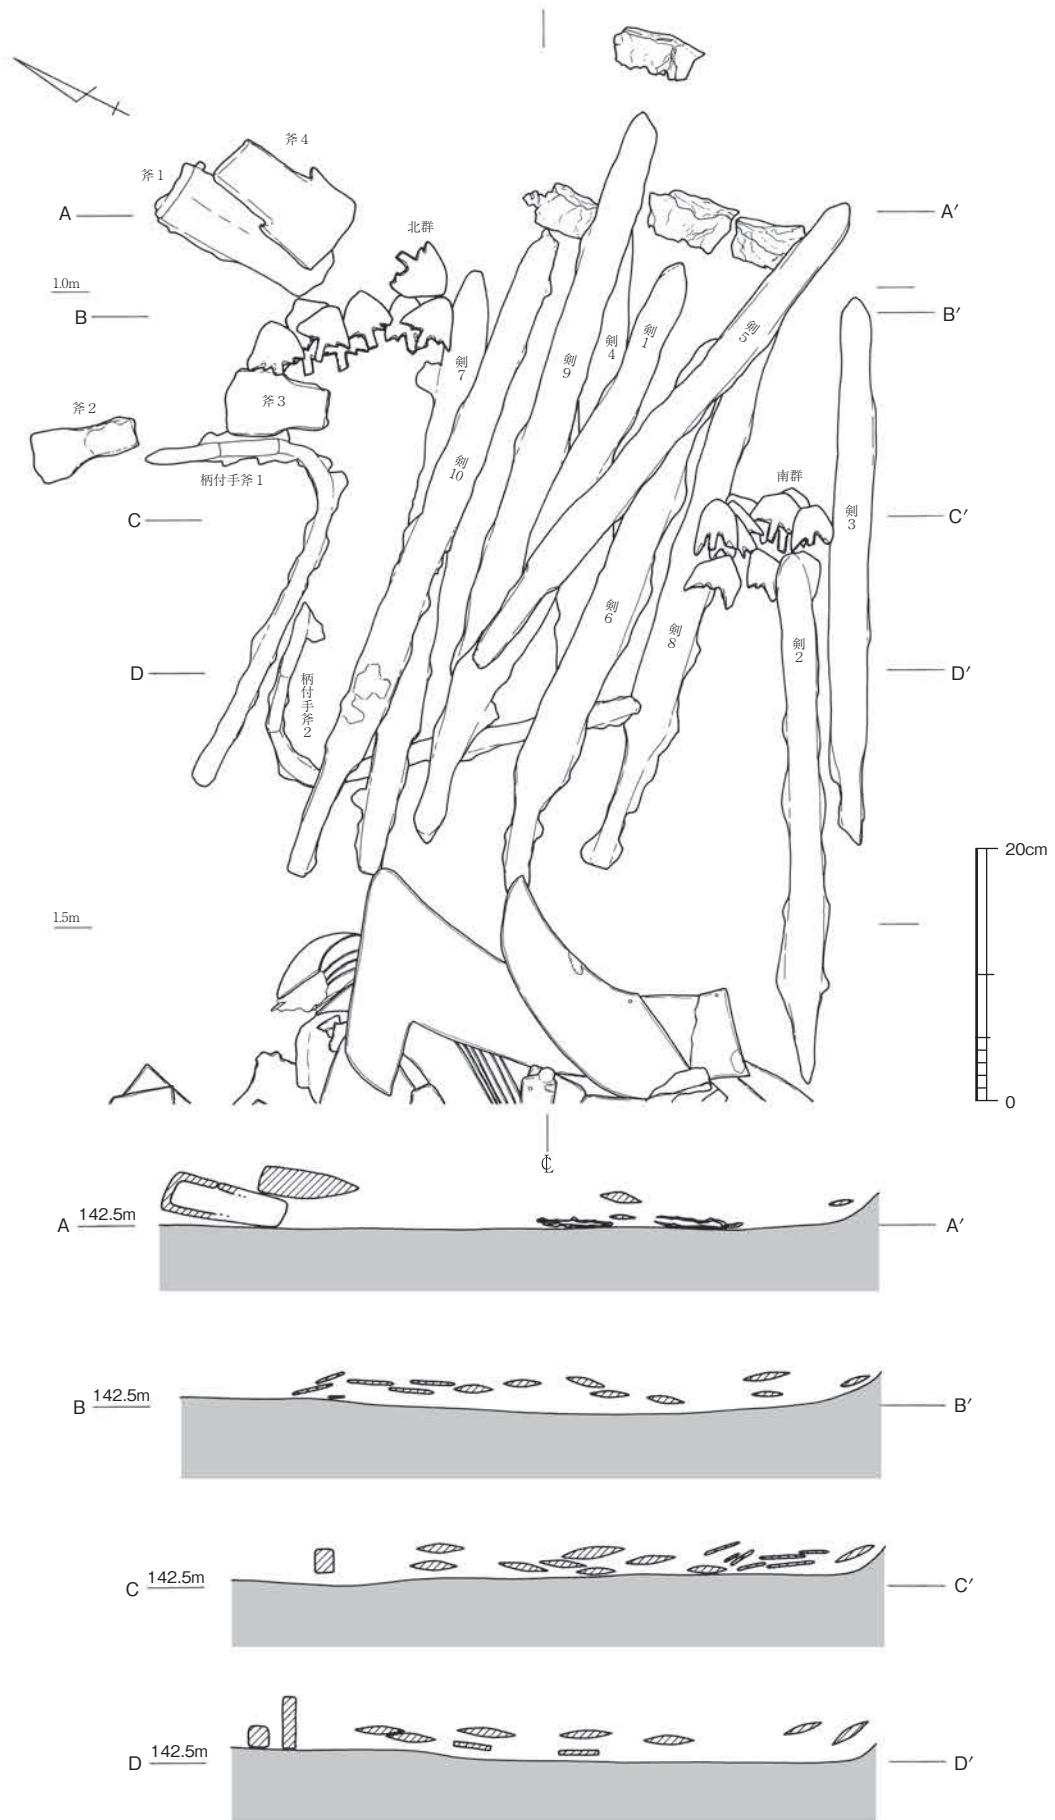 斧4
斧1
A
A′
北群
1.0m
B
B′
剣5
剣1
剣4
剣9
剣7
斧3
斧2
剣10
柄付手斧1
南群
剣3
C
C′
剣6
剣8
剣2
D
D′
柄付手斧2
20cm
1.5m
0
℄
A 142.5m
A′
B 142.5m
B′
C 142.5m
C′
D 142.5m
D′